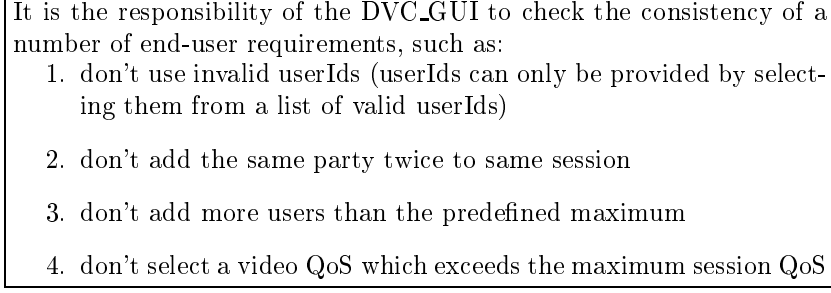 It is the responsibility of the DVC_GUI to check the consistency of a
number of end-user requirements, such as:
1. don't use invalid userIds (userIds can only be provided by select-
ing them from a list of valid userIds)
2. don't add the same party twice to same session
3. don't add more users than the predefined maximum
4. don't select a video QoS which exceeds the maximum session QoS